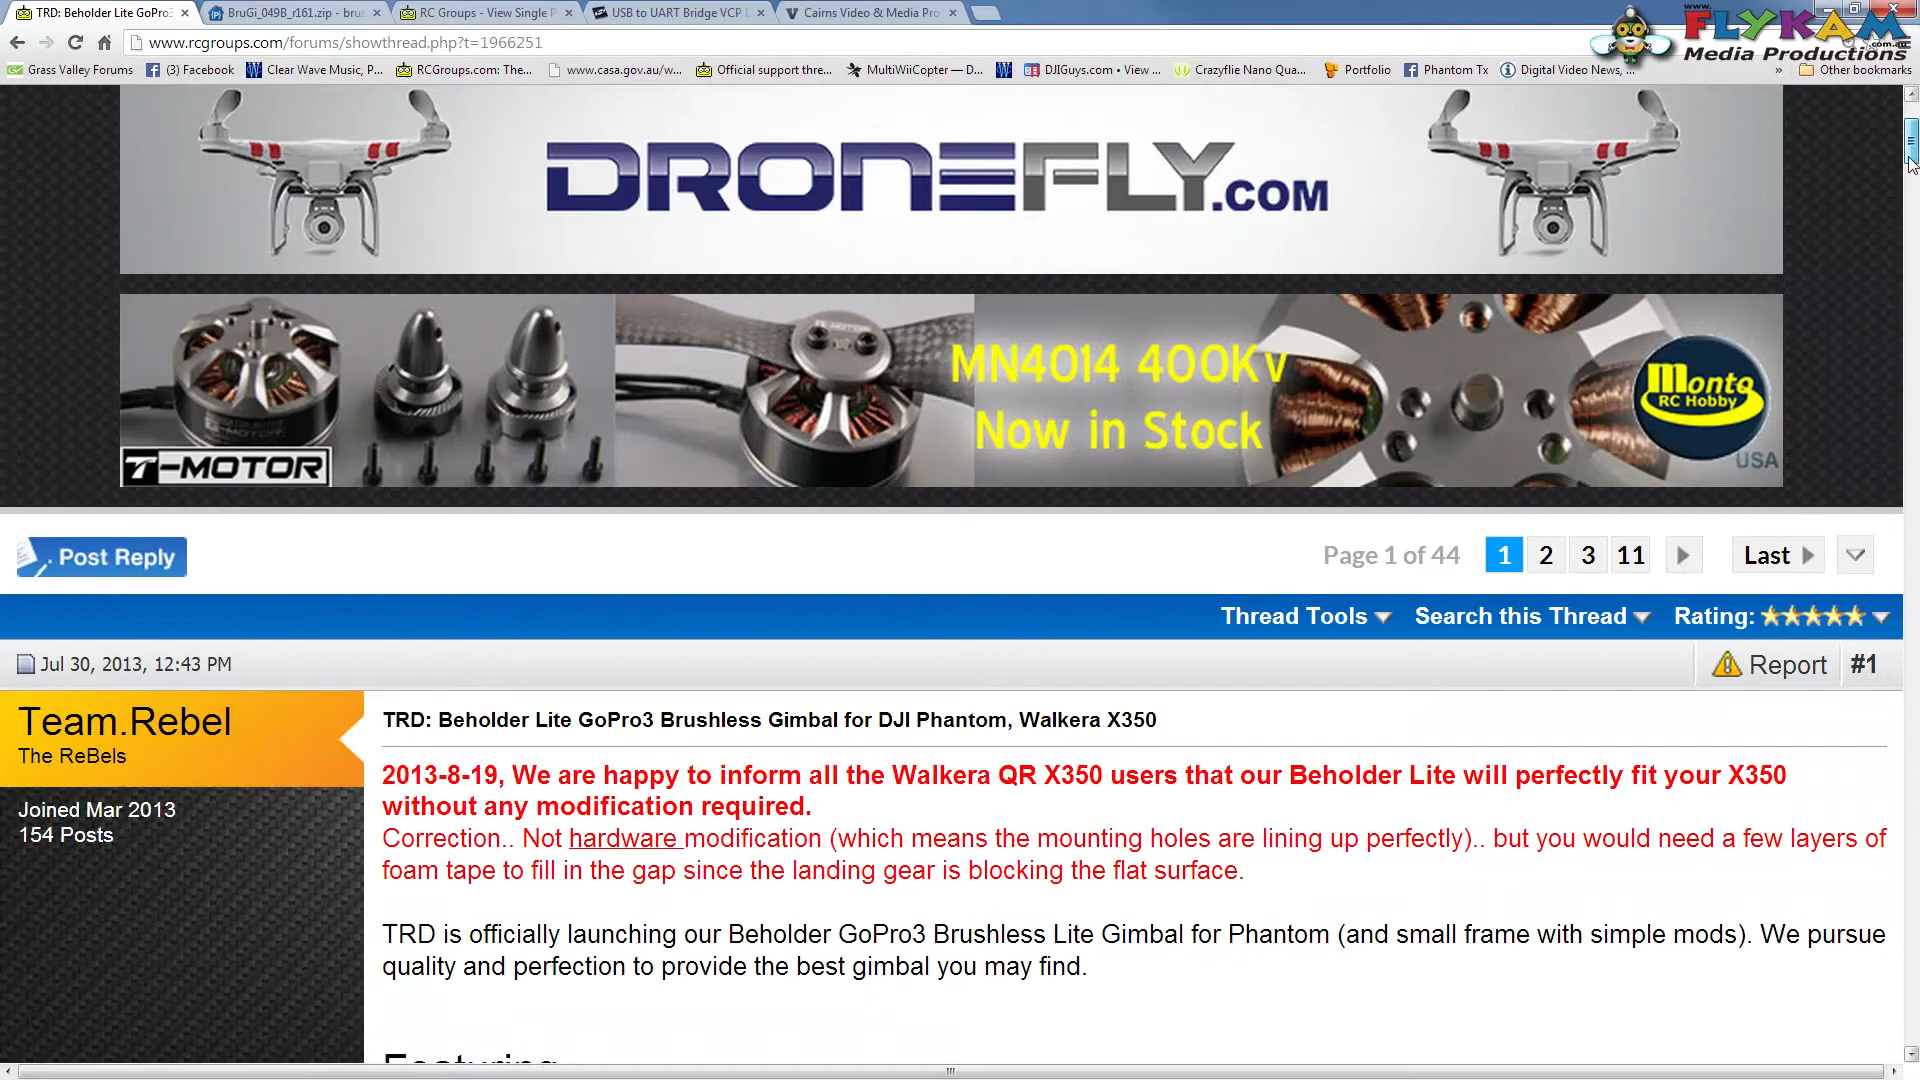 TRD: Beholder Lite GoPro3
BruGi_049B_r161.zip - brus
RC Groups - View Single P
USB to UART Bridge VCP D
Cairns Video & Media Pro
www.rcgroups.com/forums/showthread.php?t=1966251
www.
FLYKAM
.com.au
Media Productions
Grass Valley Forums
(3) Facebook
Clear Wave Music, P...
RCGroups.com: The...
www.casa.gov.au/w...
Official support thre...
MultiWiiCopter — D...
DJIGuys.com • View ...
Crazyflie Nano Qua...
Portfolio
Phantom Tx
Digital Video News, ...
»
Other bookmarks
DRONEFLY.COM
T-MOTOR
MN4014 400Kv
Now in Stock
Monto
RC Hobby
USA
Post Reply
Page 1 of 44 1 2 3 11 Last
Thread Tools Search this Thread Rating:
Jul 30, 2013, 12:43 PM
Report #1
Team.Rebel
The ReBels
Joined Mar 2013
154 Posts
TRD: Beholder Lite GoPro3 Brushless Gimbal for DJI Phantom, Walkera X350
2013-8-19, We are happy to inform all the Walkera QR X350 users that our Beholder Lite will perfectly fit your X350
without any modification required.
Correction.. Not hardware modification (which means the mounting holes are lining up perfectly).. but you would need a few layers of
foam tape to fill in the gap since the landing gear is blocking the flat surface.
TRD is officially launching our Beholder GoPro3 Brushless Lite Gimbal for Phantom (and small frame with simple mods). We pursue
quality and perfection to provide the best gimbal you may find.
Featuring